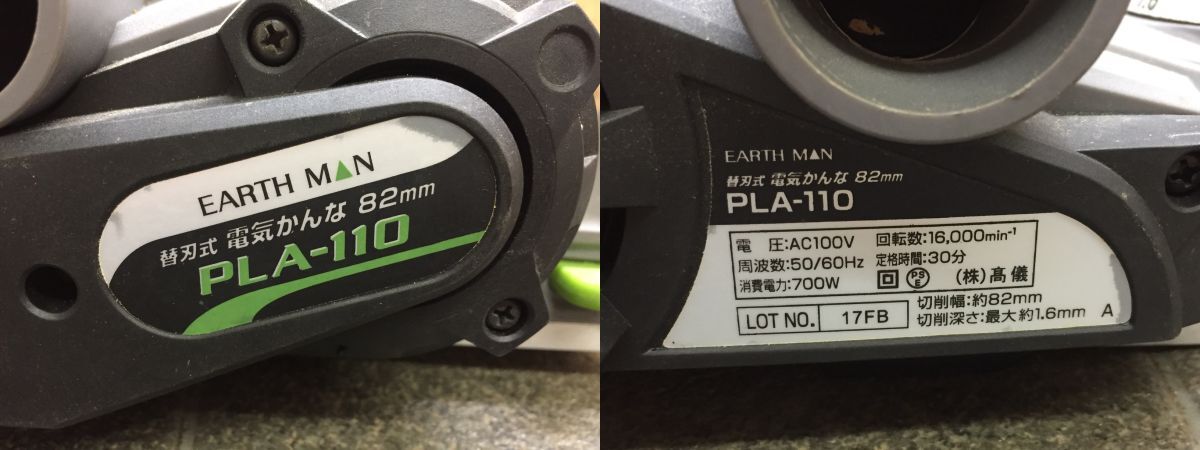 EARTH MAN
替刃式 電気かんな 82mm
PLA-110
EARTH MAN
替刃式 電気かんな 82mm
PLA-110
電 圧:AC100V 回転数:16,000min⁻¹
周波数:50/60Hz 定格時間:30分
消費電力:700W PSE (株)髙儀
LOT NO. 17FB
切削幅:約82mm
切削深さ:最大約1.6mm A